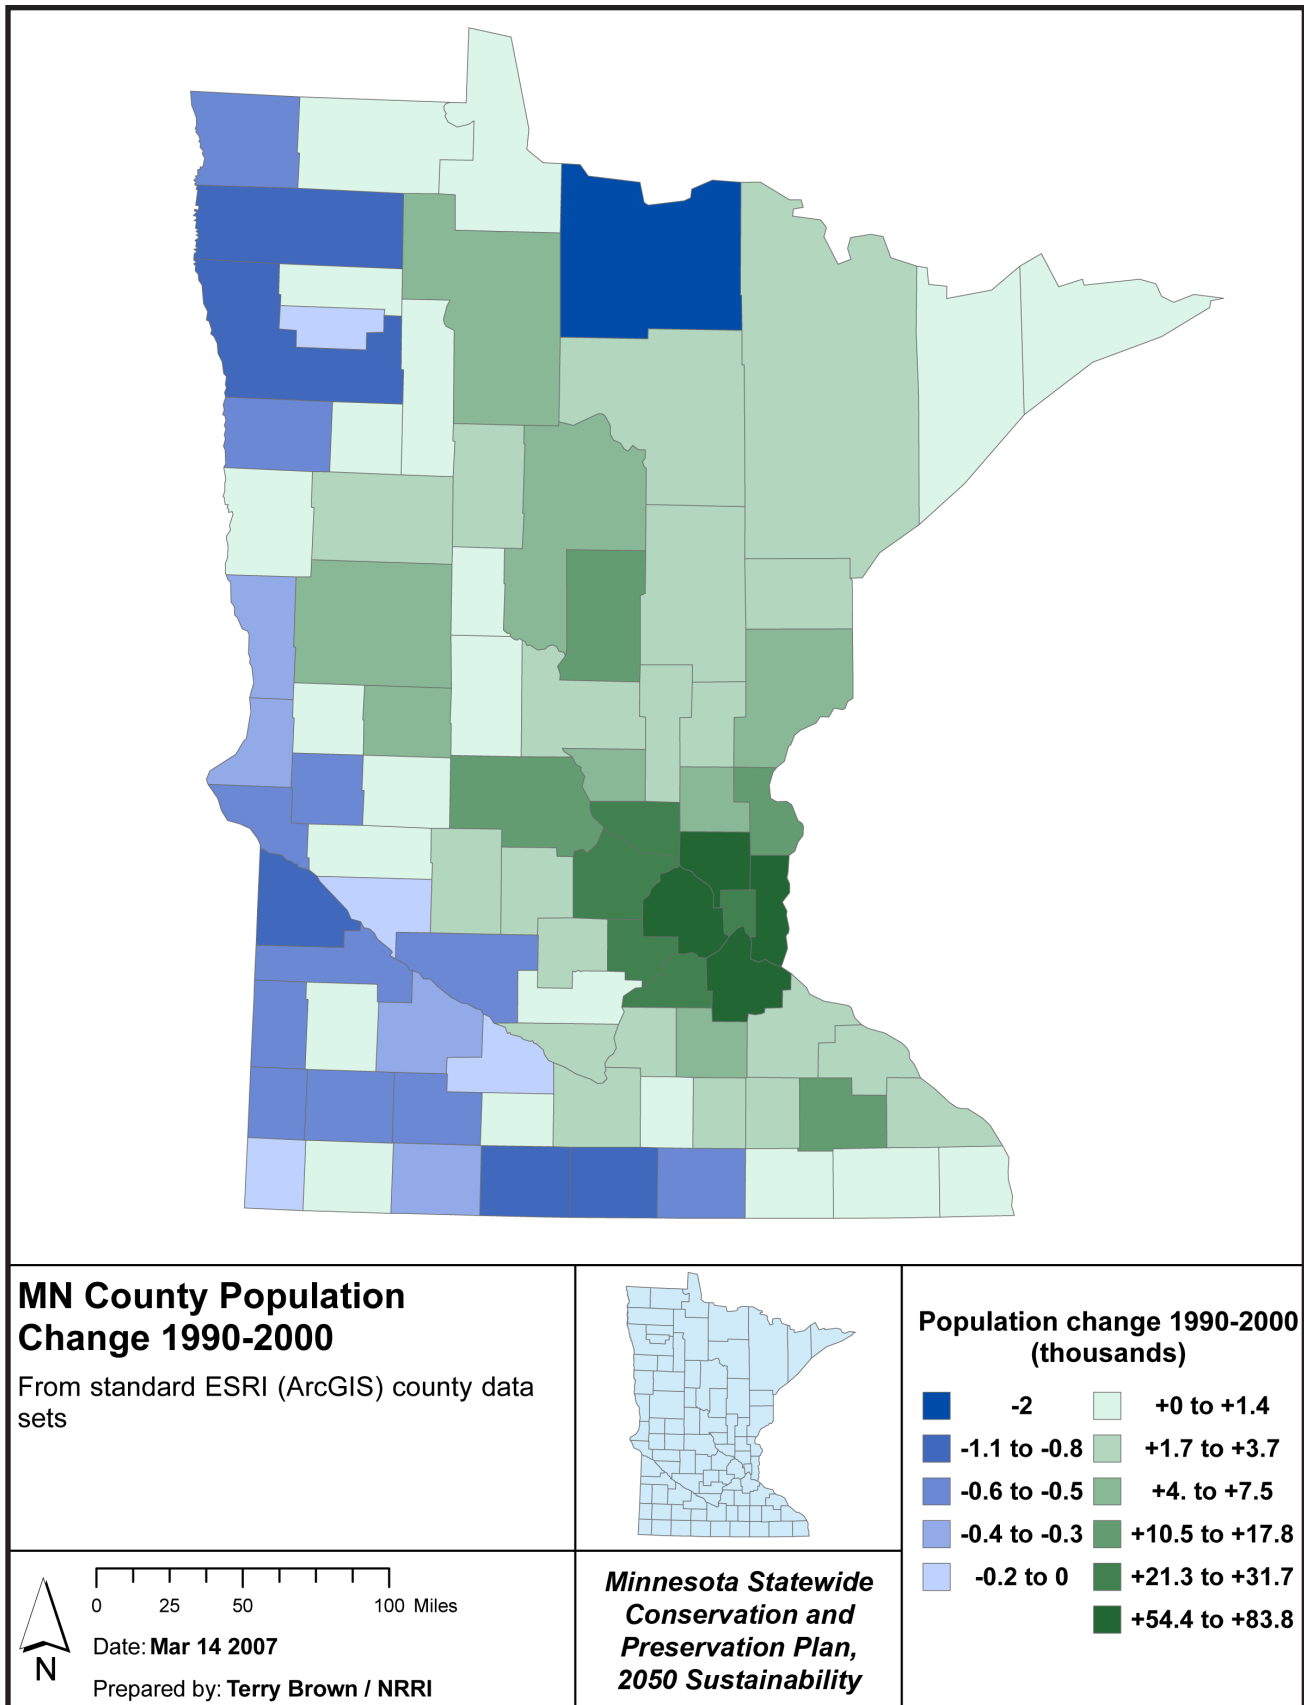 MN County Population
Change 1990-2000
From standard ESRI (ArcGIS) county data
sets
0 25 50 100 Miles
N
Date: Mar 14 2007
Prepared by: Terry Brown / NRRI
Minnesota Statewide
Conservation and
Preservation Plan,
2050 Sustainability
Population change 1990-2000
(thousands)
-2
-1.1 to -0.8
-0.6 to -0.5
-0.4 to -0.3
-0.2 to 0
+0 to +1.4
+1.7 to +3.7
+4. to +7.5
+10.5 to +17.8
+21.3 to +31.7
+54.4 to +83.8